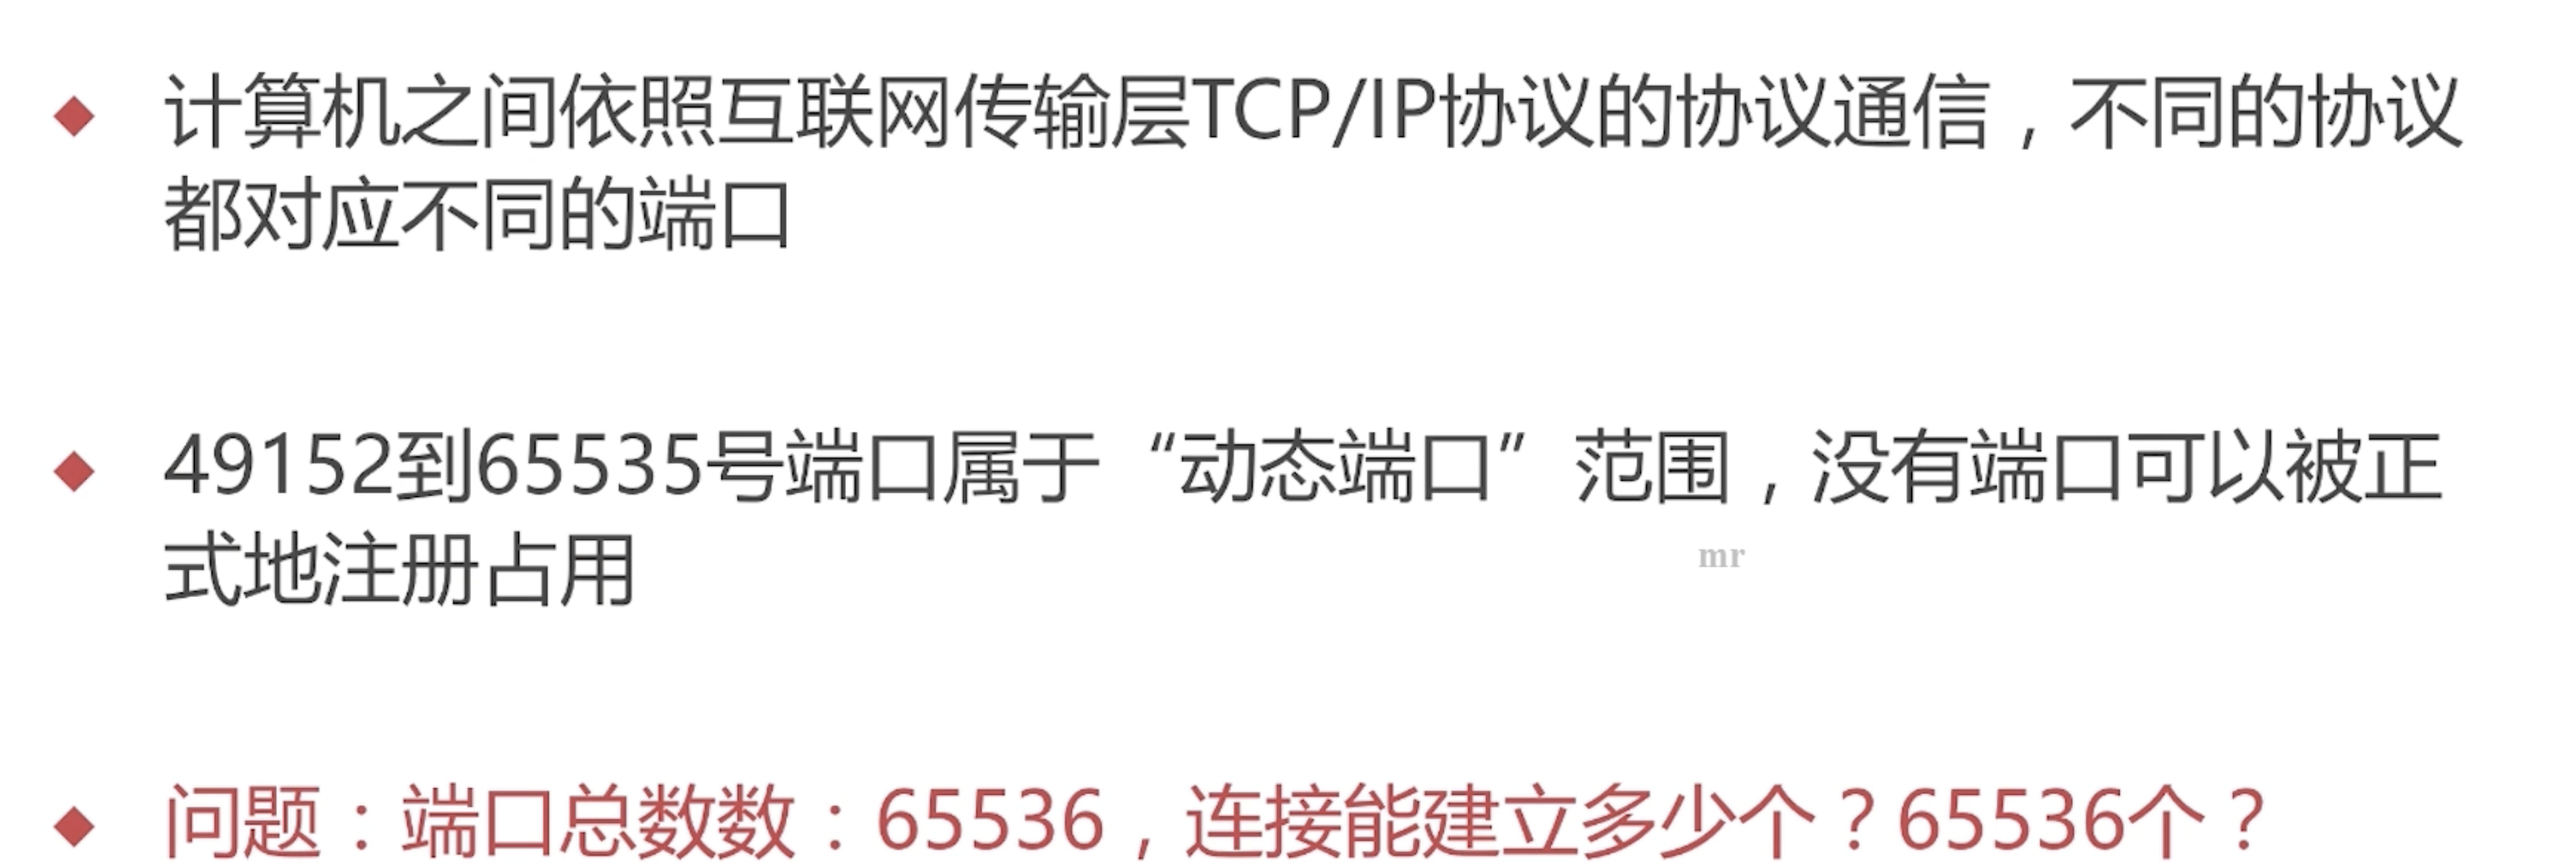 计算机之间依照互联网传输层TCP/IP协议的协议通信，不同的协议
都对应不同的端口
49152到65535号端口属于“动态端口”范围，没有端口可以被正
式地注册占用
mr
问题：端口总数数：65536，连接能建立多少个？65536个？